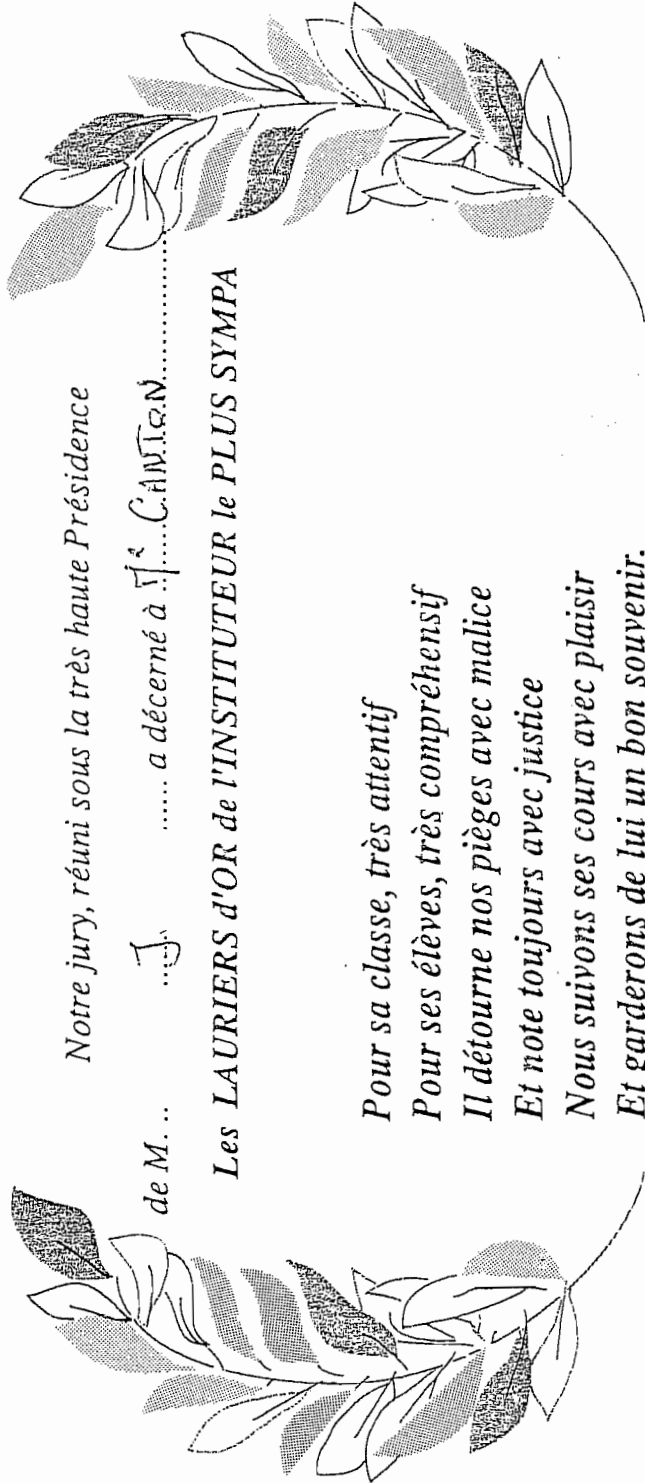 Notre jury, réuni sous la très haute Présidence
de M... ....J ...... a décerné à ......... CANTON......................
Les LAURIERS d'OR de l'INSTITUTEUR le PLUS SYMPA
Pour sa classe, très attentif
Pour ses élèves, très compréhensif
Il détourne nos pièges avec malice
Et note toujours avec justice
Nous suivons ses cours avec plaisir
Et garderons de lui un bon souvenir.